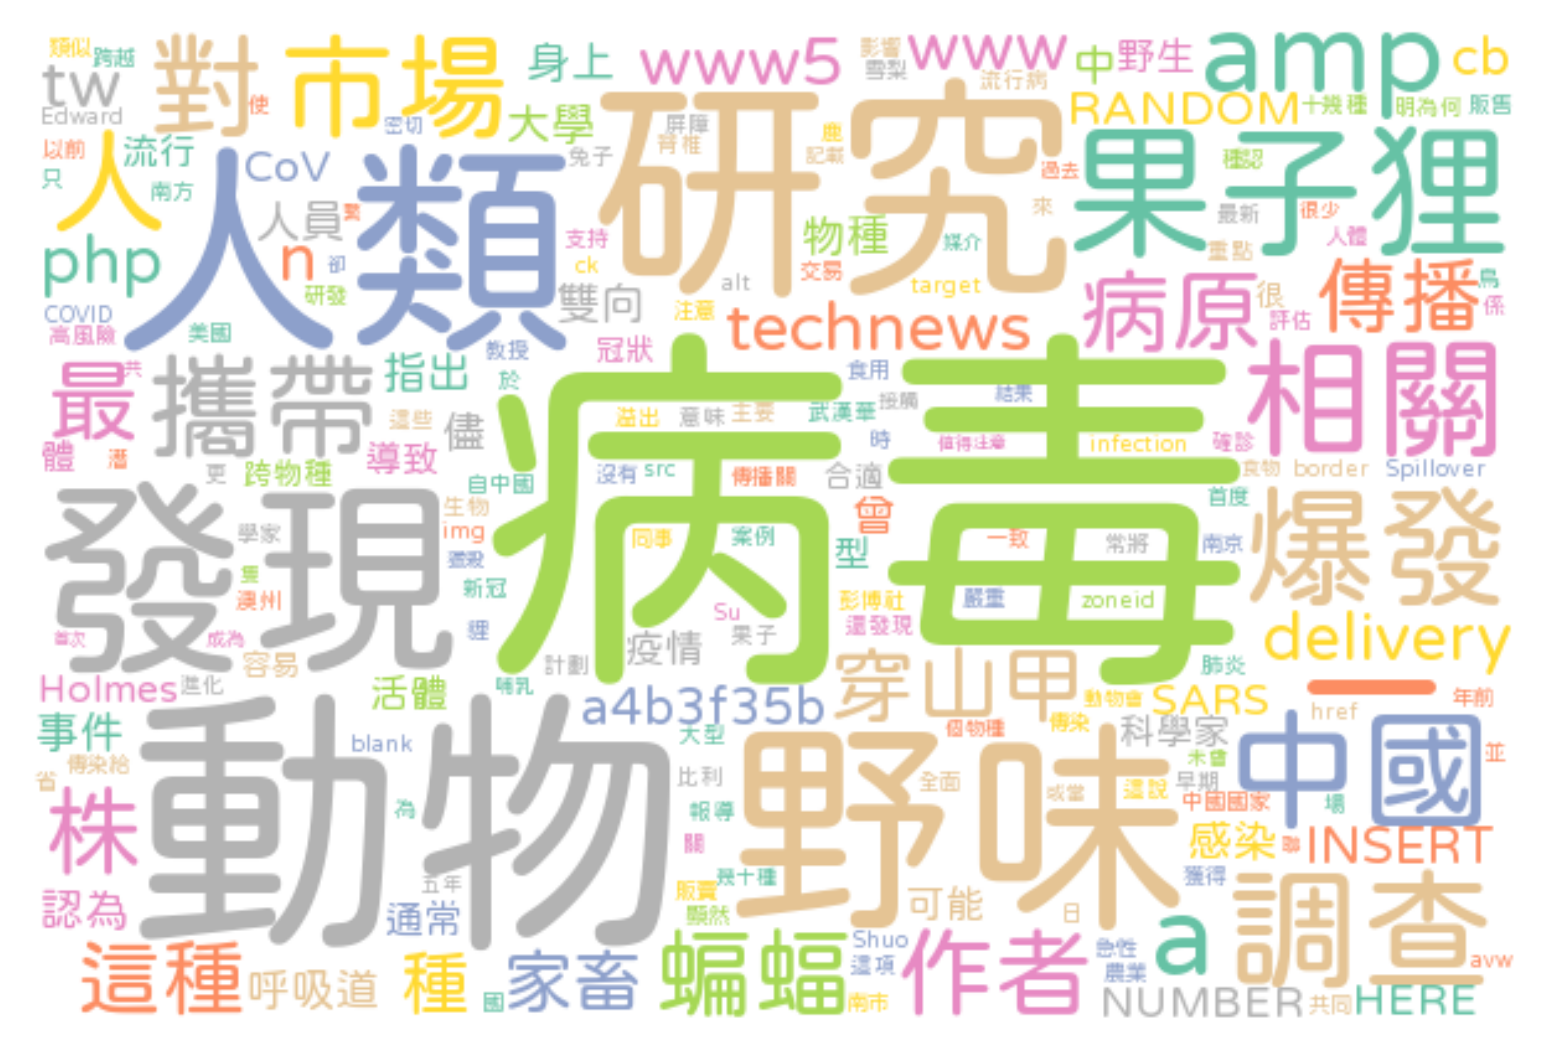 類似
跨越
對
市場
身上
www5
影響
雪梨
www
中
野生
amp
cb
tw
Edward
使
密切
大學
研究
屏障
背椎
流行病
鹿
記載
RANDOM
十幾種
明為何
販售
以前
只
人
流行
南方
CoV
人類
兔子
過去
果子狸
種認
最新
很少
人員
php
n
卻
研發
支持
ck
物種
媒介
來
重點
人體
COVID
高風險
美國
雙向
交易
alt
target
注意
technews
病原
很
評估
傳播
鳥
係
教授
冠狀
最
共
攜帶
指出
於
儘
這些
病毒
食用
溢出
意味
主要
武漢華
接觸
時
結果
值得注意
infection
確診
相關
體
潛
更
跨物種
導致
自中國
沒有
src
傳播關
合適
食物
border
Spillover
首度
發現
學家
隻
澳州
生物
img
新冠
同事
案例
曾
型
一致
常將
南京
爆發
首次
成為
容易
狸
計劃
疫情
Su
果子
彭博社
還發現
嚴重
zoneid
肺炎
delivery
Holmes
進化
活體
哺乳
a4b3f35b
穿山甲
動物會
SARS
一
href
年前
事件
傳染給
省
動物
blank
大型
個物種
傳染
科學家
未曾
中國
並
株
為
比利
報導
關
野味
全面
或當
這說
早期
中國國家
場
感染
INSERT
認為
五年
通常
幾十種
販賣
顯然
可能
日
獲得
調查
這種
呼吸道
種
國
家畜
蝙蝠
Shuo
這項
南市
作者
急性
農業
a
avw
NUMBER
共同
HERE